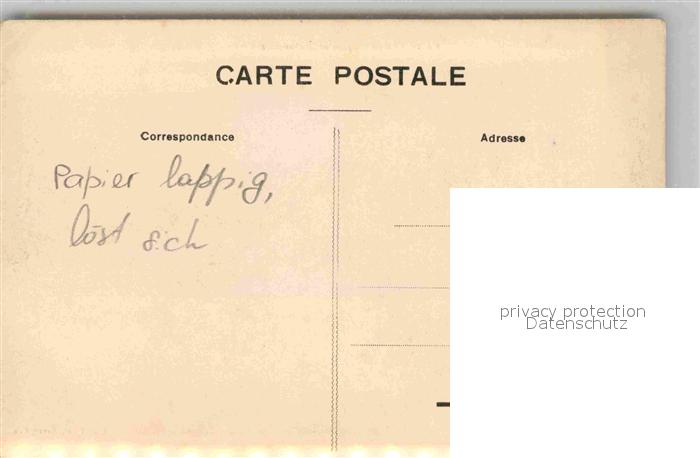 CARTE POSTALE
Correspondance
Adresse
Papier lappig,
löst sich
privacy protection
Datenschutz